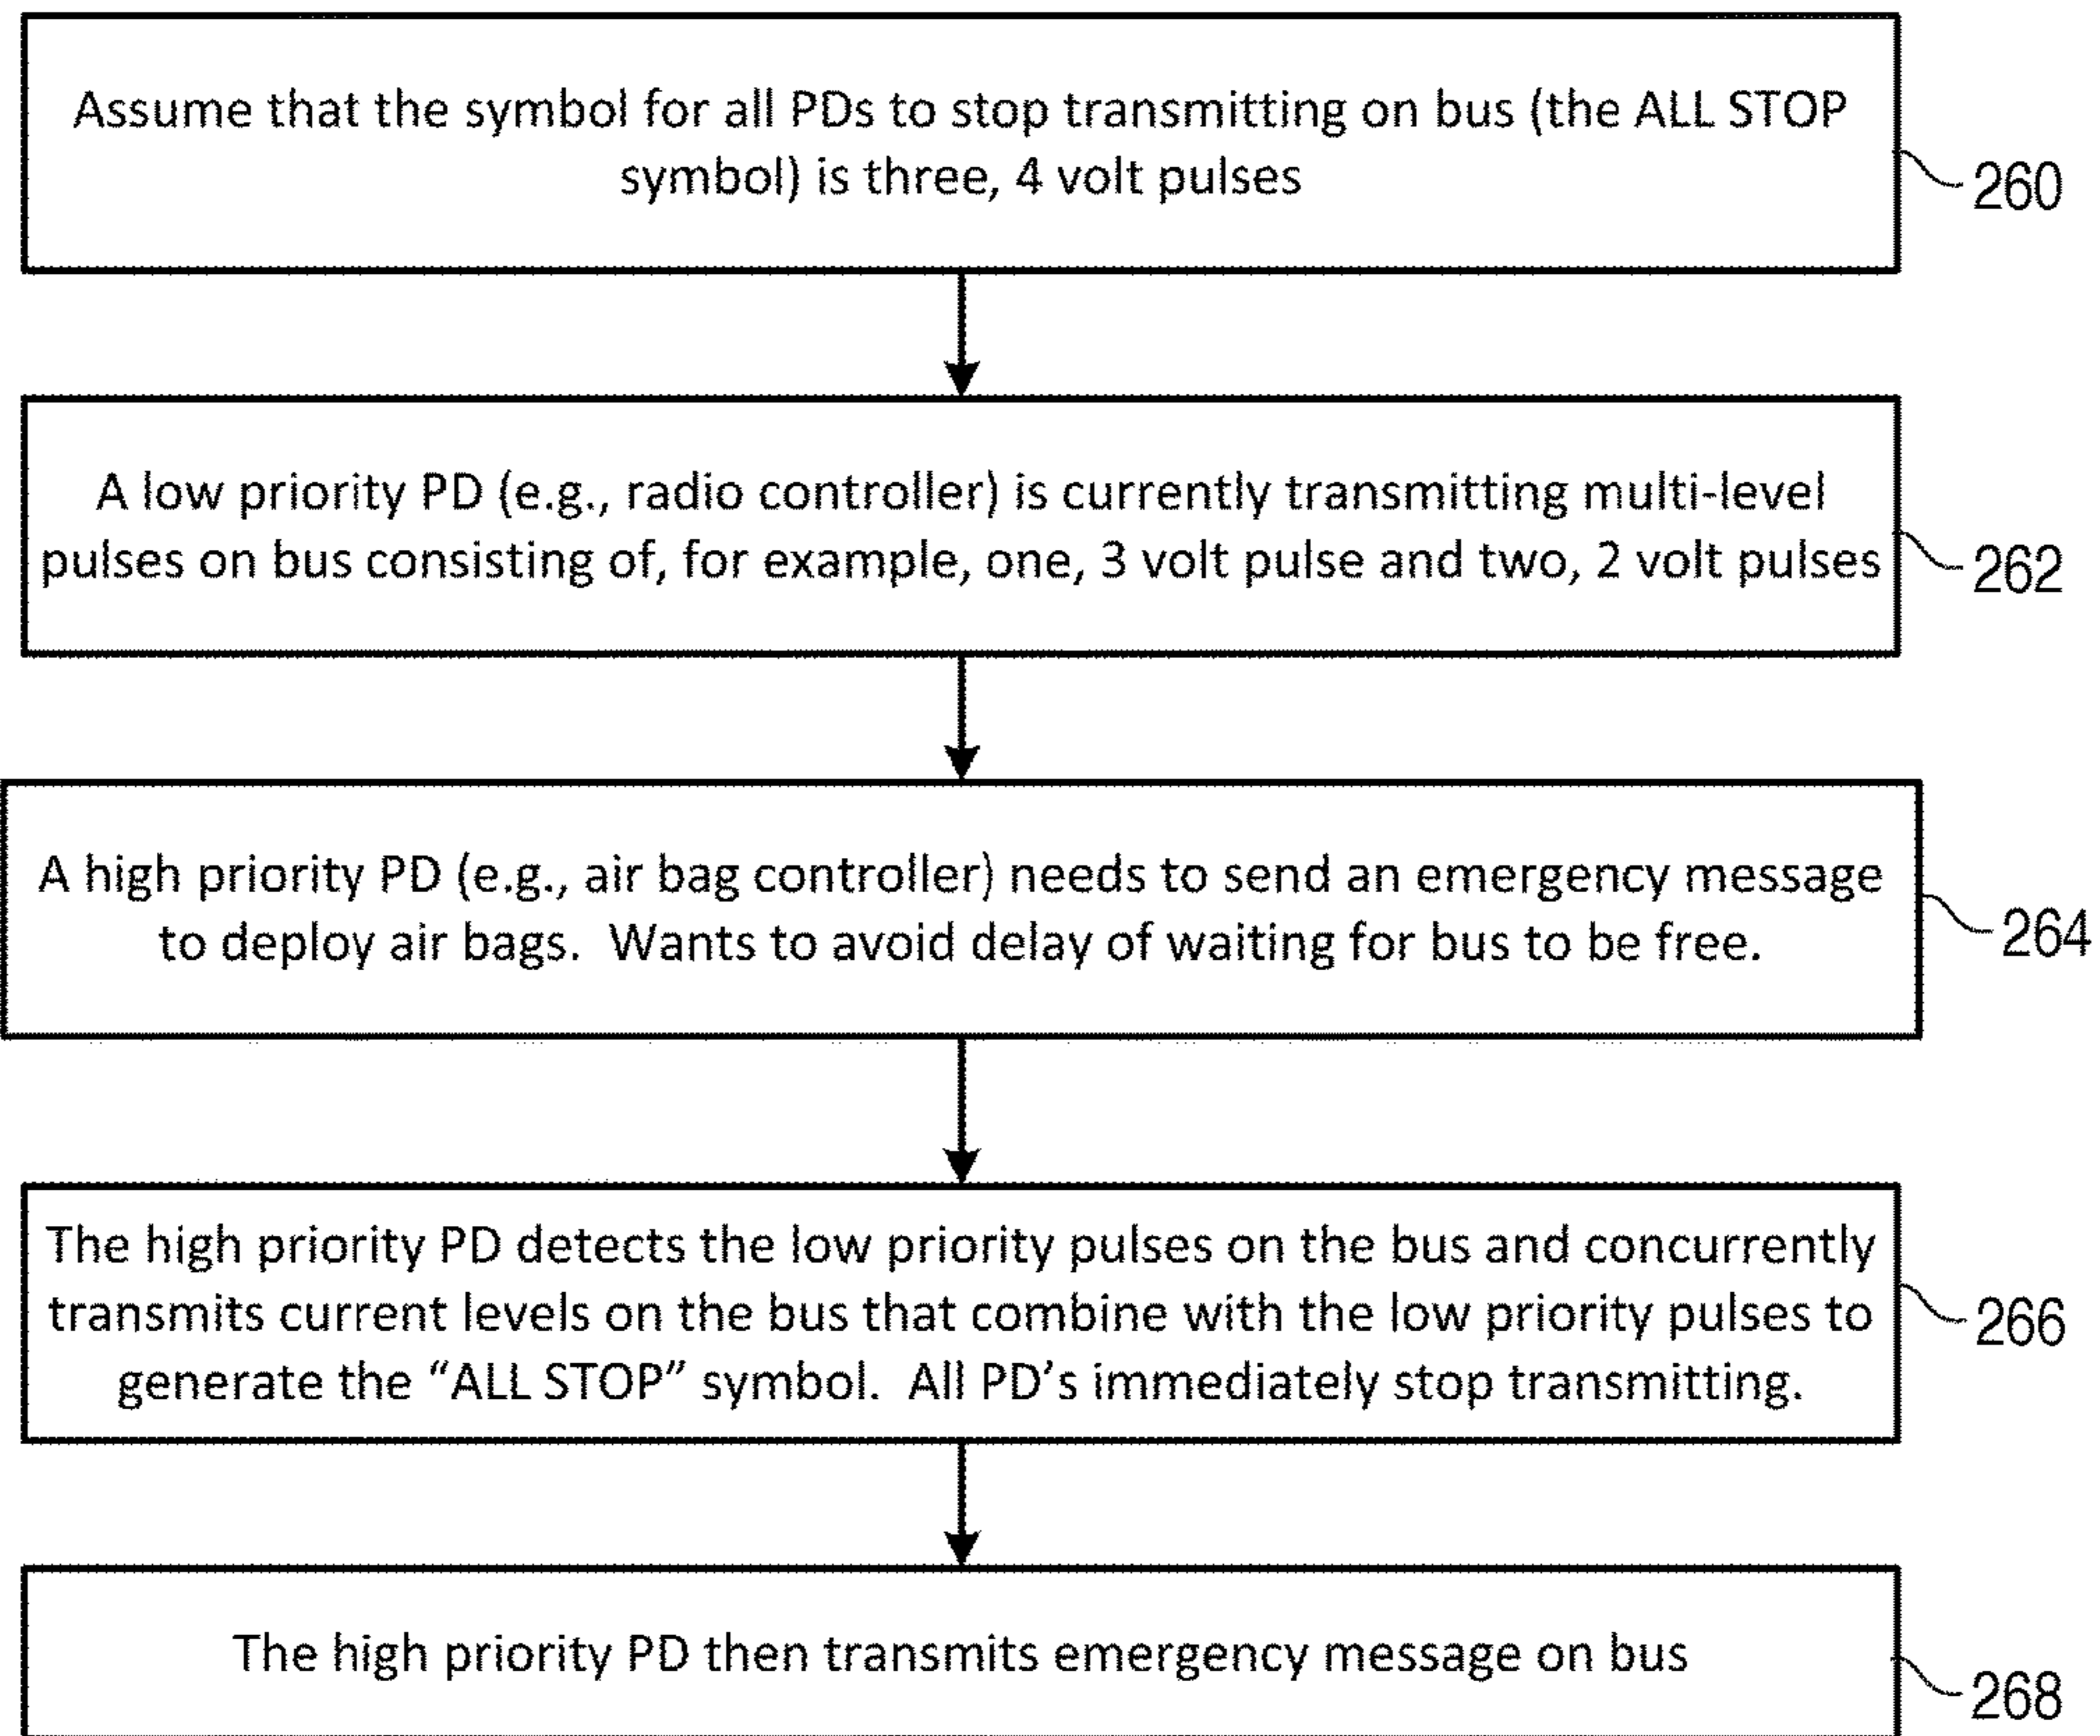 Assume that the symbol for all PDs to stop transmitting on bus (the ALL STOP
symbol) is three, 4 volt pulses
260
A low priority PD (e.g., radio controller) is currently transmitting multi-level
pulses on bus consisting of, for example, one, 3 volt pulse and two, 2 volt pulses
262
A high priority PD (e.g., air bag controller) needs to send an emergency message
to deploy air bags.  Wants to avoid delay of waiting for bus to be free.
264
The high priority PD detects the low priority pulses on the bus and concurrently
transmits current levels on the bus that combine with the low priority pulses to
generate the “ALL STOP” symbol.  All PD's immediately stop transmitting.
266
The high priority PD then transmits emergency message on bus
268